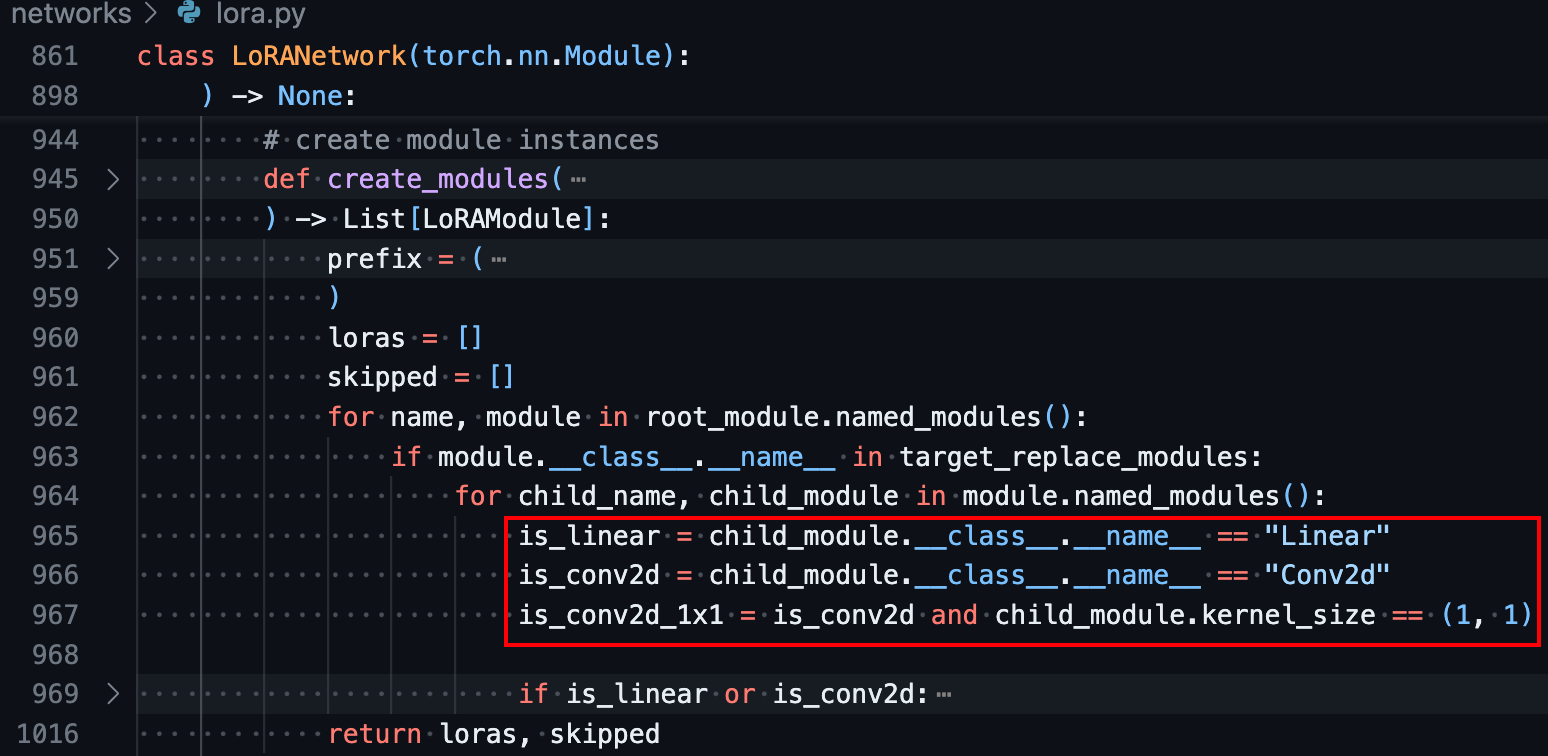 networks > lora.py
861 class LoRANetwork(torch.nn.Module):
898 ) -> None:
944 # create module instances
945 > def create_modules( ⋯
950 ) -> List[LoRAModule]:
951 > prefix = ( ⋯
959 )
960 loras = []
961 skipped = []
962 for name, module in root_module.named_modules():
963 if module.__class__.__name__ in target_replace_modules:
964 for child_name, child_module in module.named_modules():
965 is_linear = child_module.__class__.__name__ == "Linear"
966 is_conv2d = child_module.__class__.__name__ == "Conv2d"
967 is_conv2d_1x1 = is_conv2d and child_module.kernel_size == (1, 1)
968
969 > if is_linear or is_conv2d: ⋯
1016 return loras, skipped